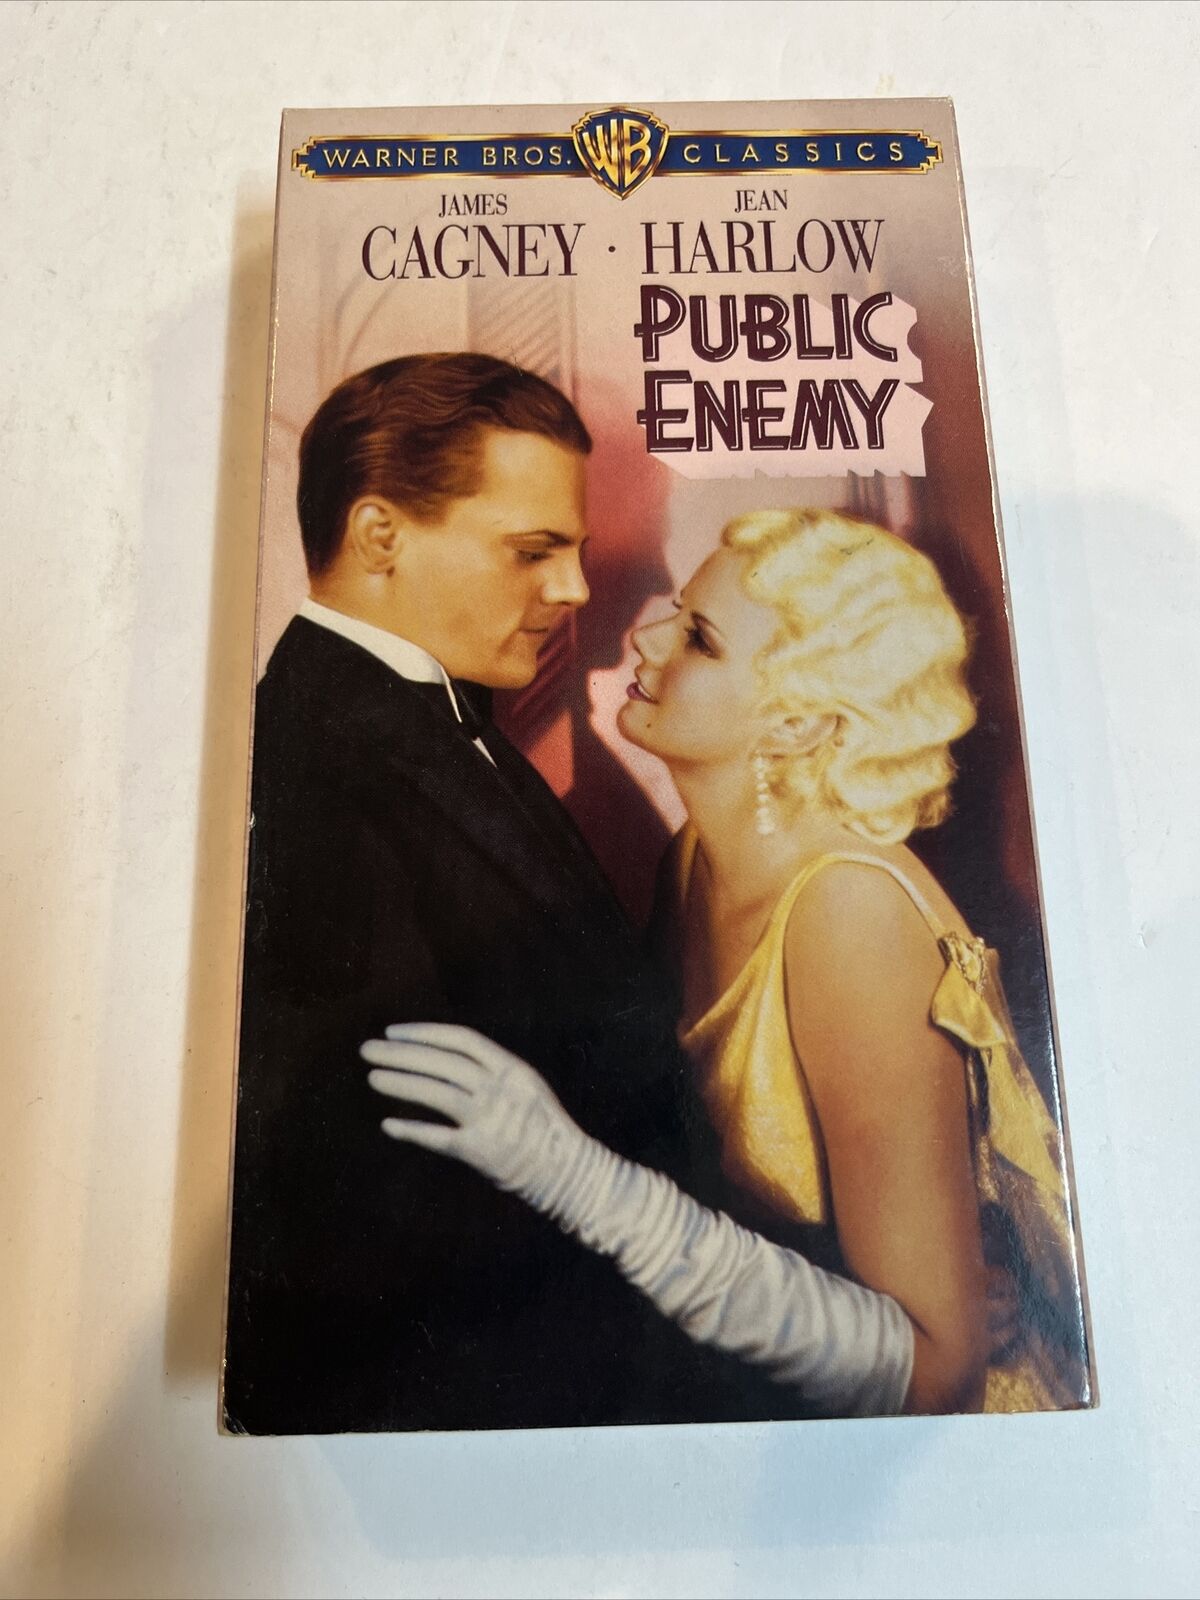 WARNER BROS. WB CLASSICS
JAMES JEAN
CAGNEY · HARLOW
PUBLIC
ENEMY